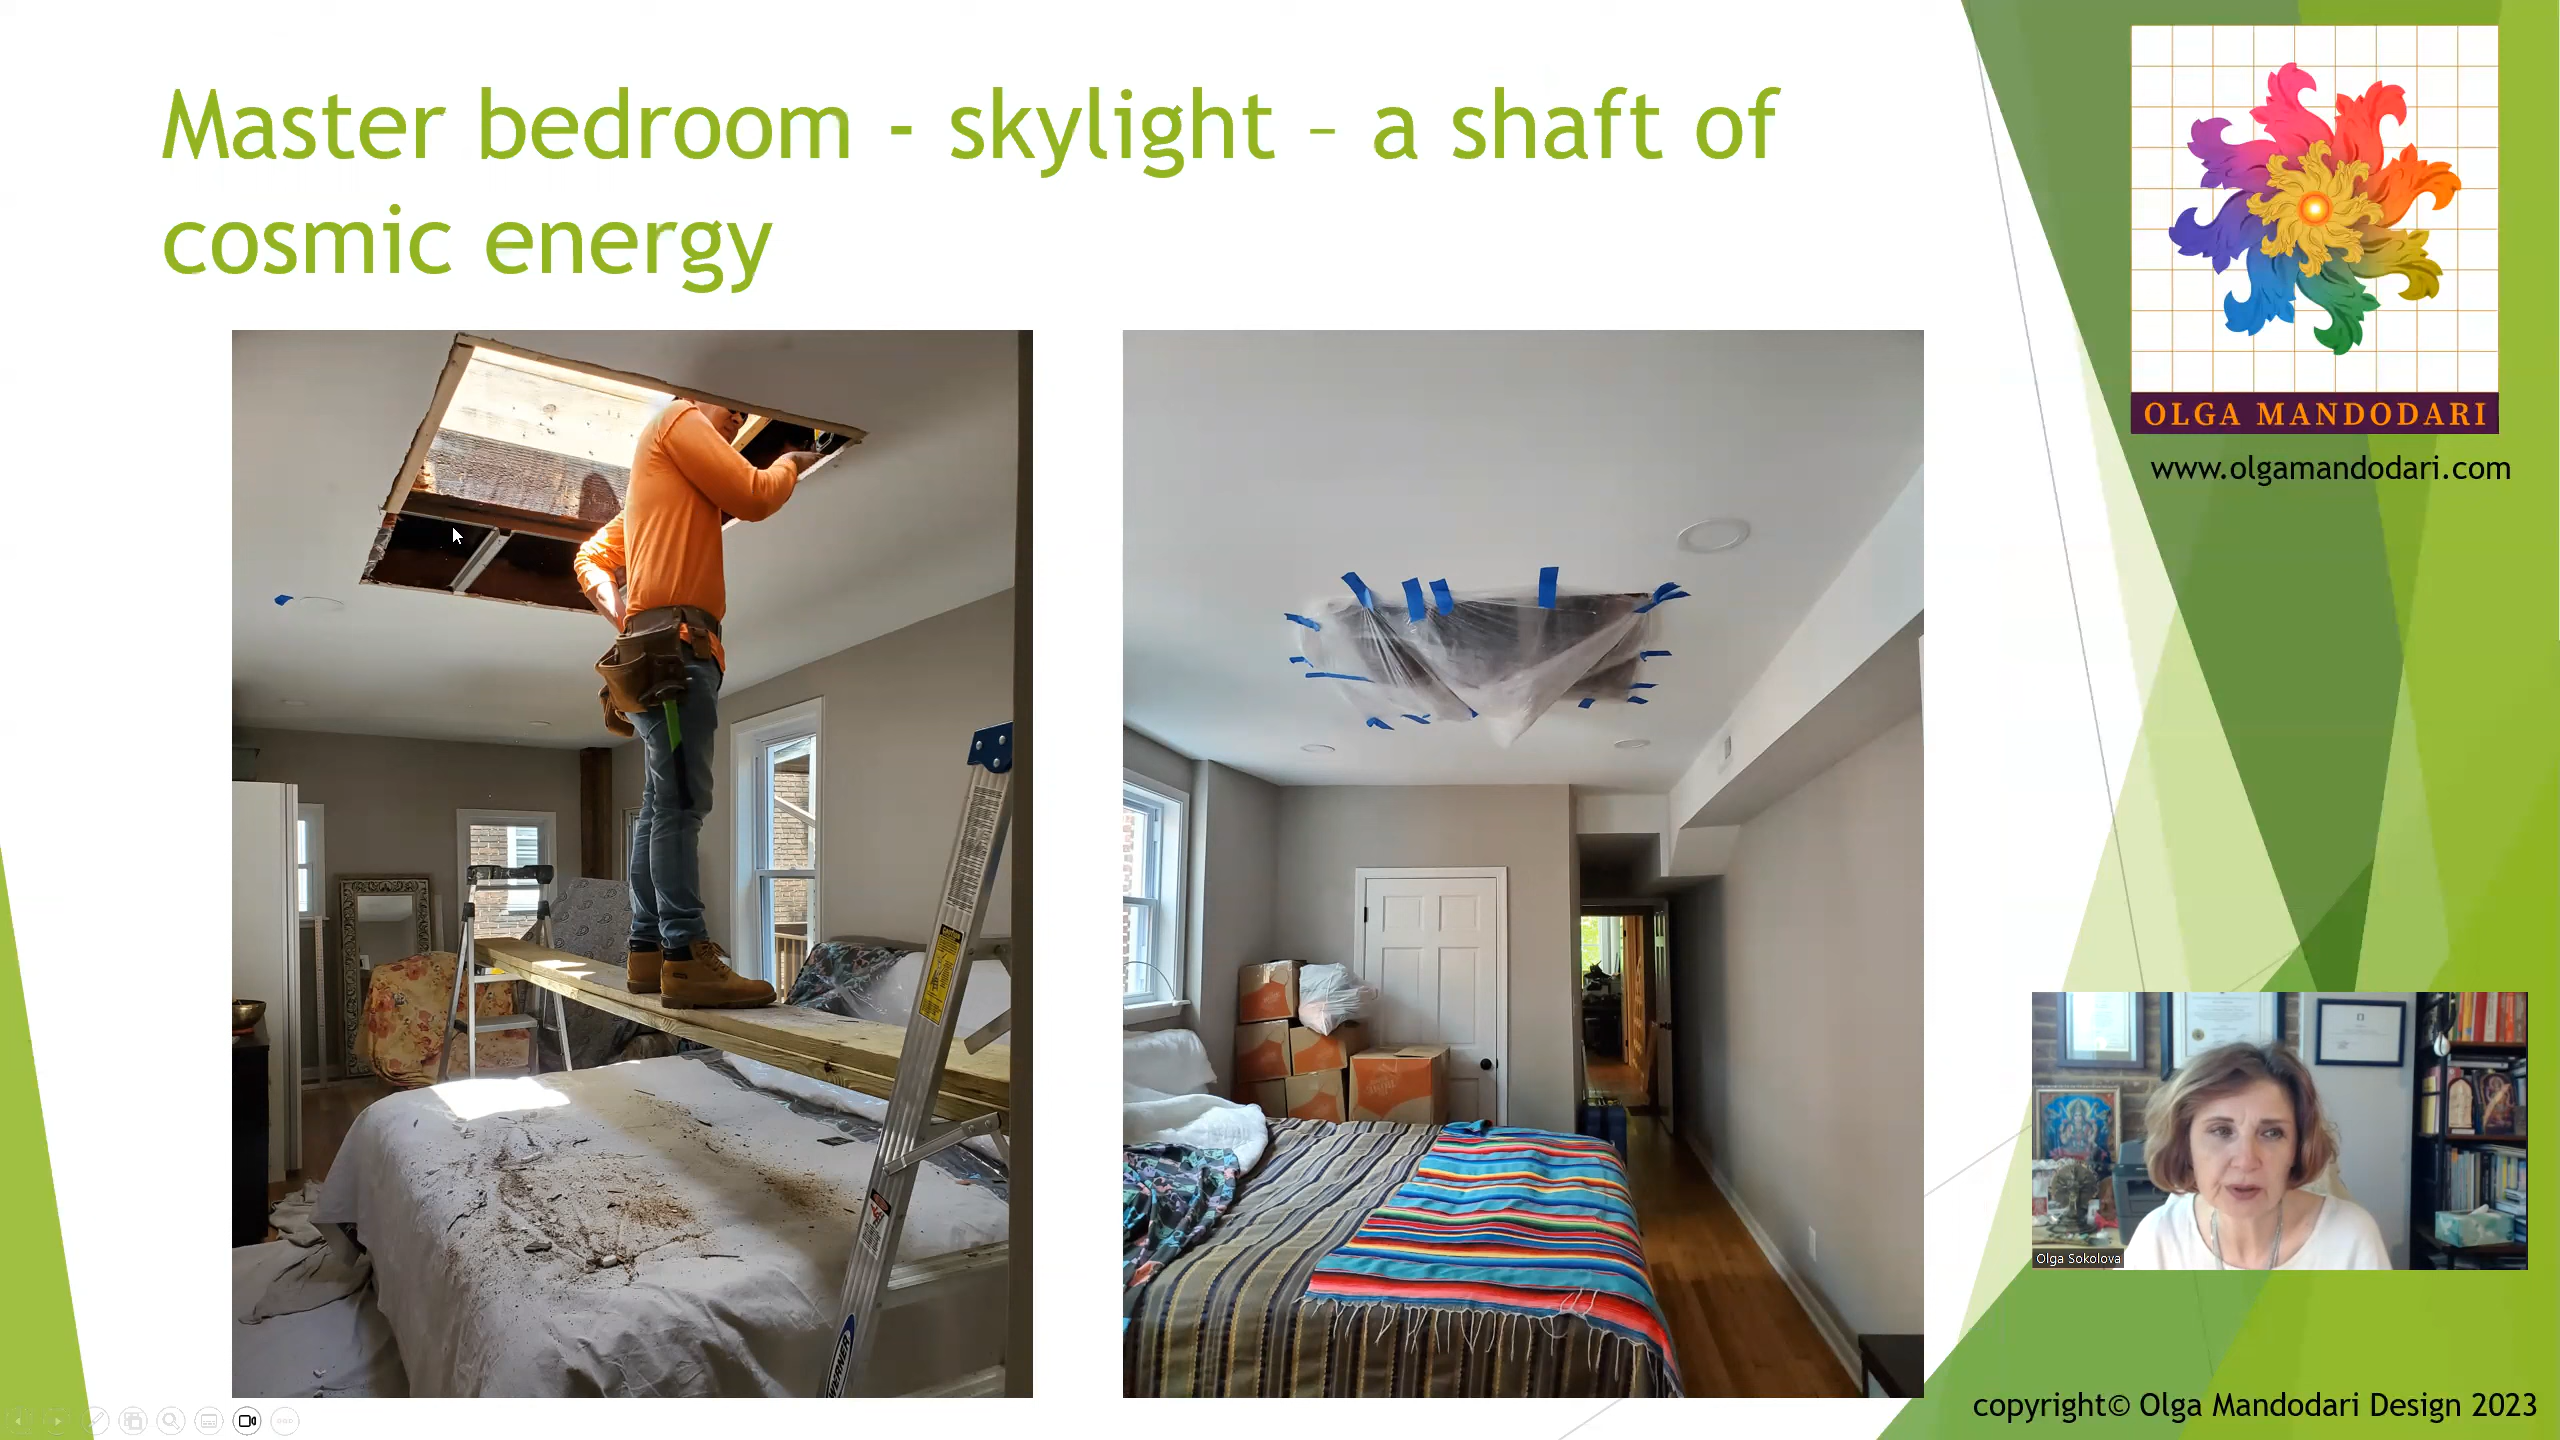 Master bedroom - skylight – a shaft of
cosmic energy
OLGA MANDODARI
www.olgamandodari.com
WERNER
Olga Sokolova
copyright© Olga Mandodari Design 2023